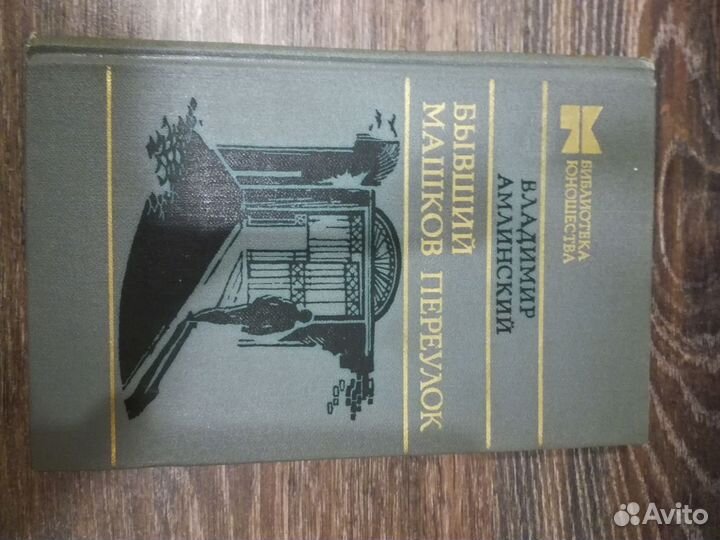 БИБЛИОТЕКА
ЮНОШЕСТВА
ВЛАДИМИР
АМЛИНСКИЙ
БЫВШИЙ
МАШКОВ ПЕРЕУЛОК
Avito